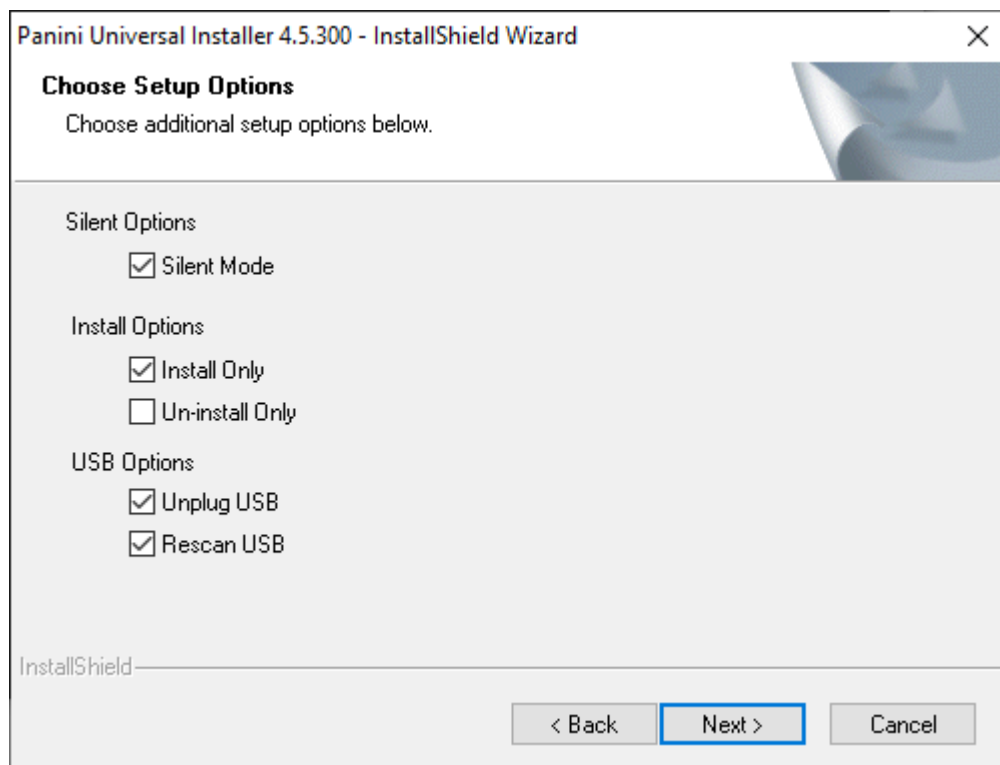 Panini Universal Installer 4.5.300 - InstallShield Wizard
Choose Setup Options
Choose additional setup options below.
Silent Options
Silent Mode
Install Options
Install Only
Un-install Only
USB Options
Unplug USB
Rescan USB
InstallShield
< Back Next > Cancel